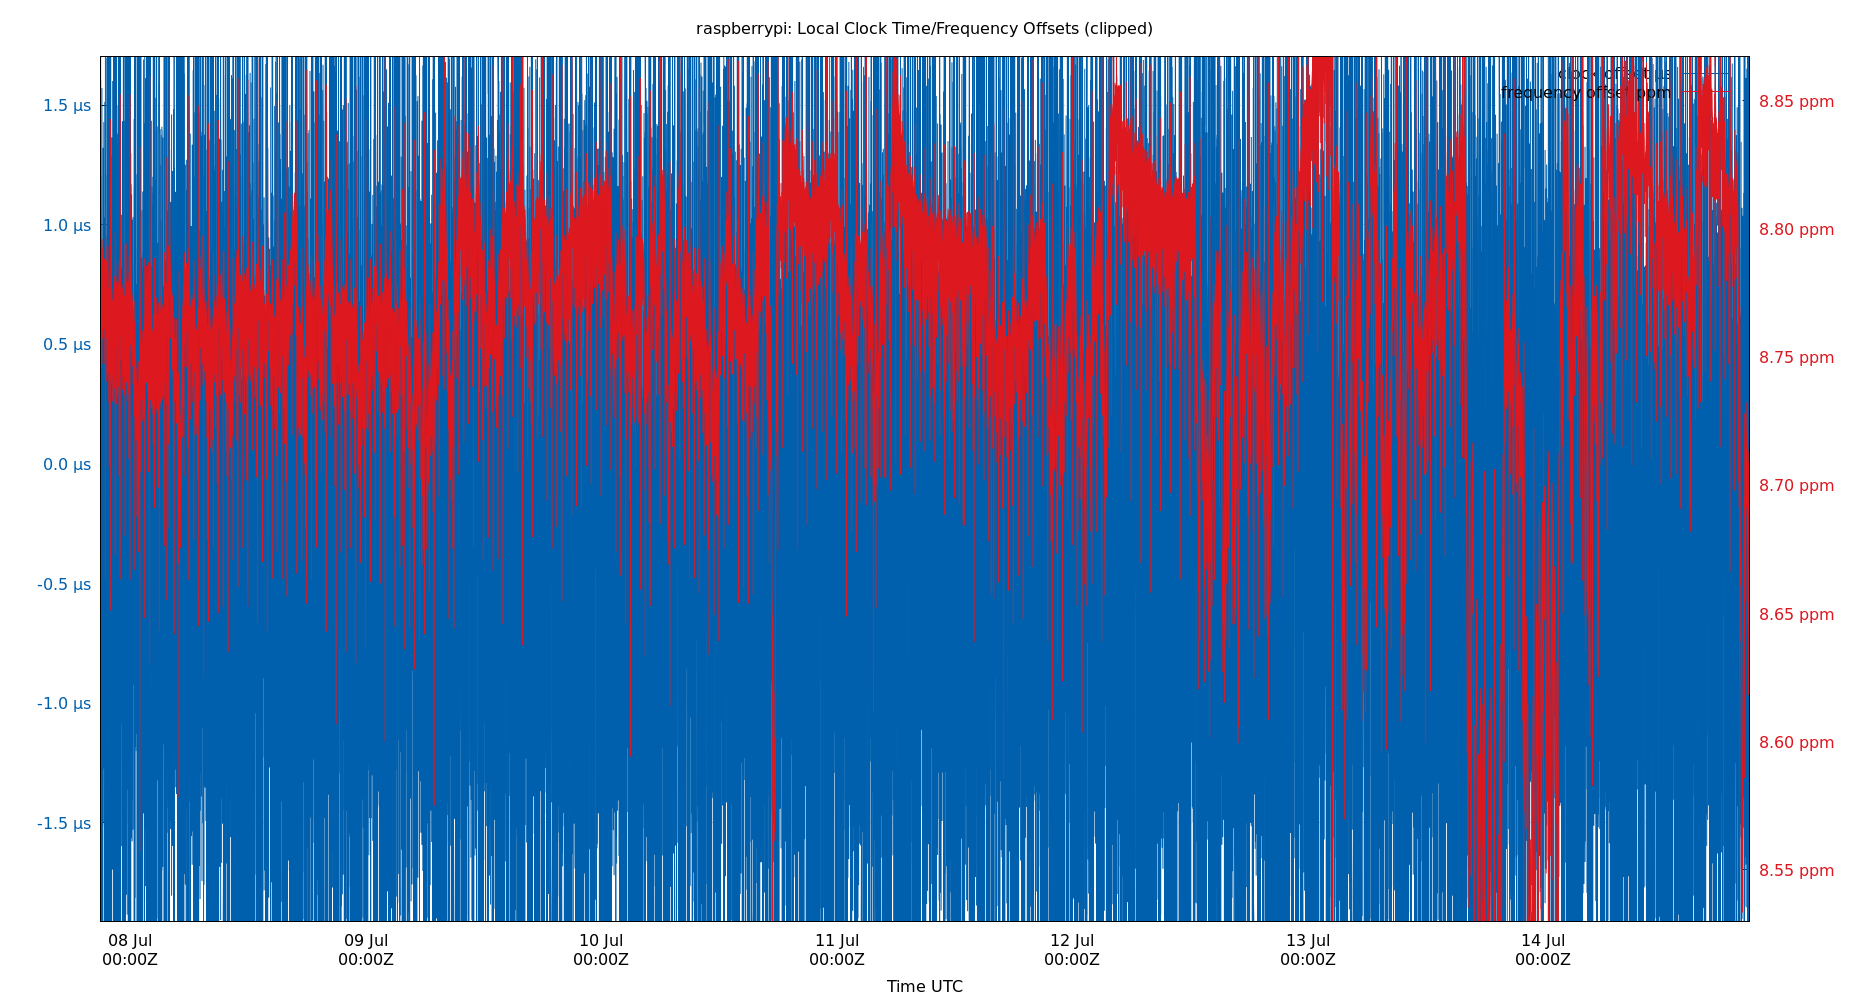 raspberrypi: Local Clock Time/Frequency Offsets (clipped)
clock offset µs
frequency offset ppm
1.5 µs
1.0 µs
0.5 µs
0.0 µs
-0.5 µs
-1.0 µs
-1.5 µs
8.85 ppm
8.80 ppm
8.75 ppm
8.70 ppm
8.65 ppm
8.60 ppm
8.55 ppm
08 Jul 09 Jul 10 Jul 11 Jul 12 Jul 13 Jul 14 Jul
00:00Z 00:00Z 00:00Z 00:00Z 00:00Z 00:00Z 00:00Z
Time UTC